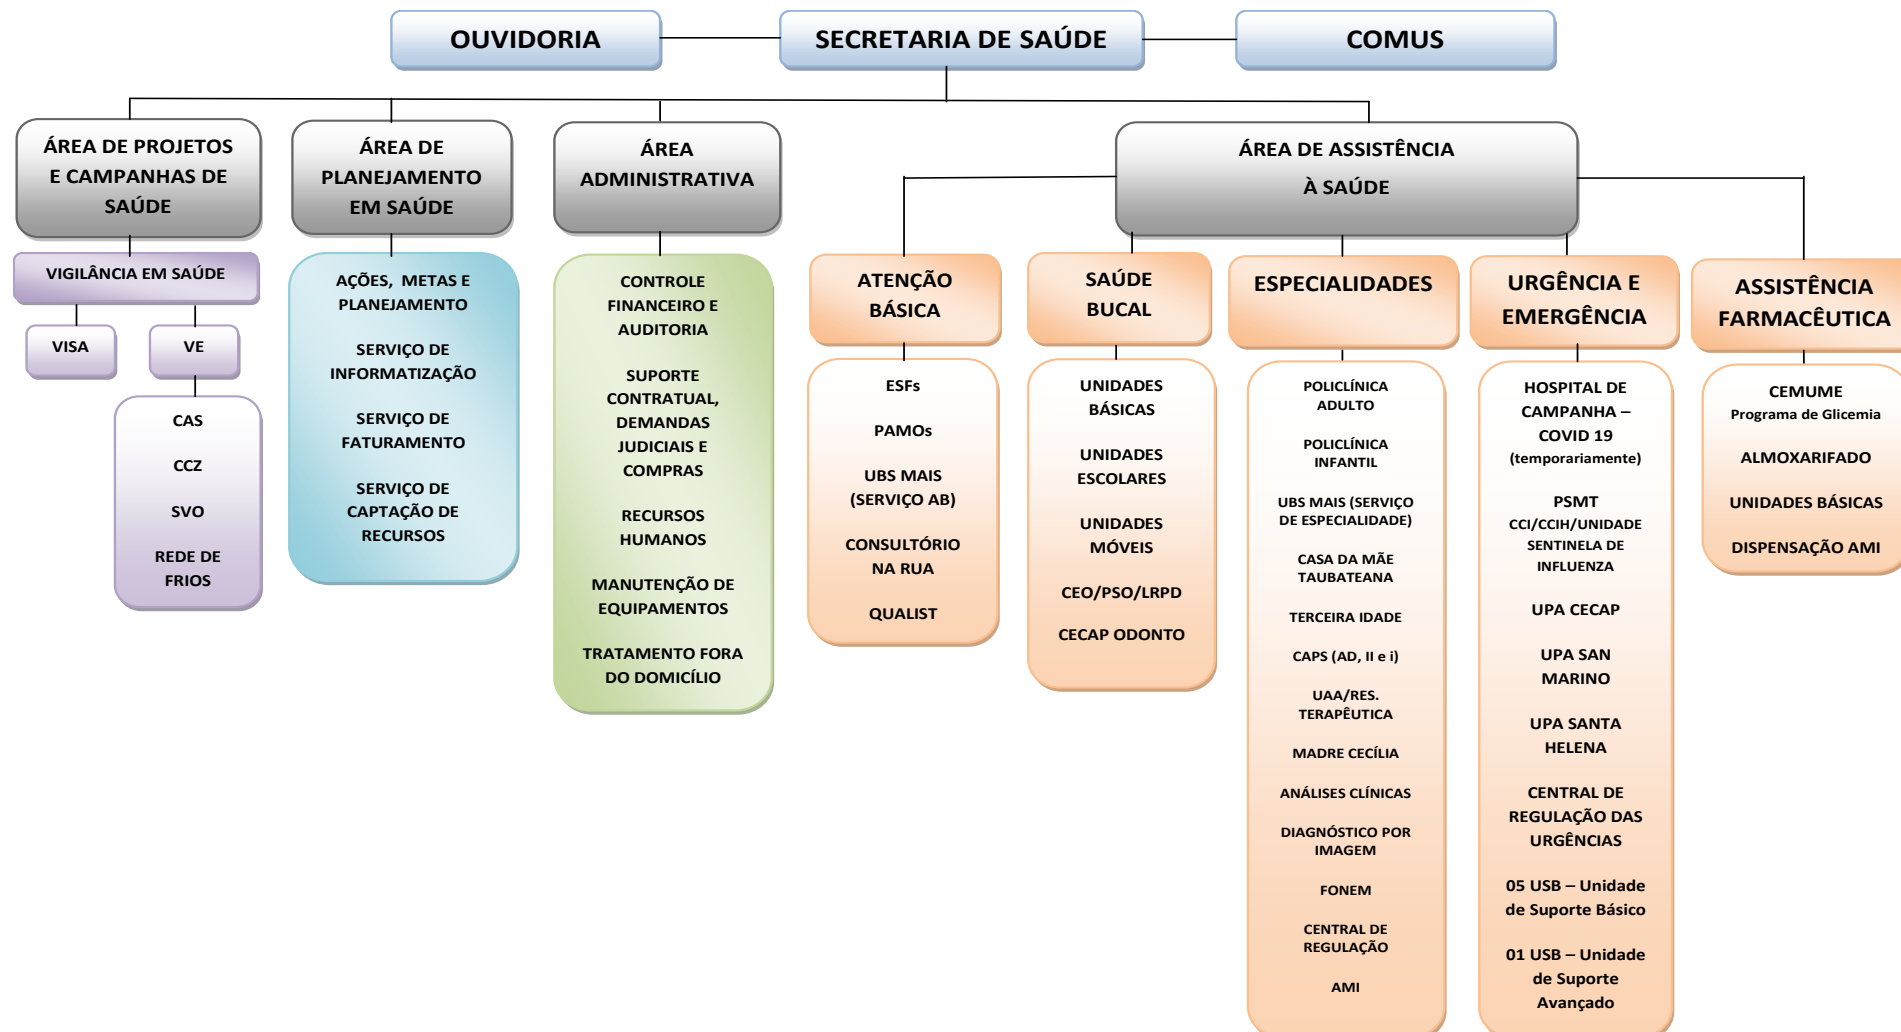 OUVIDORIA
SECRETARIA DE SAÚDE
COMUS
ÁREA DE PROJETOS
E CAMPANHAS DE
SAÚDE
ÁREA DE
PLANEJAMENTO
EM SAÚDE
ÁREA
ADMINISTRATIVA
ÁREA DE ASSISTÊNCIA
À SAÚDE
VIGILÂNCIA EM SAÚDE
VISA
VE
CAS
CCZ
SVO
REDE DE
FRIOS
AÇÕES, METAS E
PLANEJAMENTO
SERVIÇO DE
INFORMATIZAÇÃO
SERVIÇO DE
FATURAMENTO
SERVIÇO DE
CAPTAÇÃO DE
RECURSOS
CONTROLE
FINANCEIRO E
AUDITORIA
SUPORTE
CONTRATUAL,
DEMANDAS
JUDICIAIS E
COMPRAS
RECURSOS
HUMANOS
MANUTENÇÃO DE
EQUIPAMENTOS
TRATAMENTO FORA
DO DOMICÍLIO
ATENÇÃO
BÁSICA
ESFs
PAMOs
UBS MAIS
(SERVIÇO AB)
CONSULTÓRIO
NA RUA
QUALIST
SAÚDE
BUCAL
UNIDADES
BÁSICAS
UNIDADES
ESCOLARES
UNIDADES
MÓVEIS
CEO/PSO/LRPD
CECAP ODONTO
ESPECIALIDADES
POLICLÍNICA
ADULTO
POLICLÍNICA
INFANTIL
UBS MAIS (SERVIÇO
DE ESPECIALIDADE)
CASA DA MÃE
TAUBATEANA
TERCEIRA IDADE
CAPS (AD, II e i)
UAA/RES.
TERAPÊUTICA
MADRE CECÍLIA
ANÁLISES CLÍNICAS
DIAGNÓSTICO POR
IMAGEM
FONEM
CENTRAL DE
REGULAÇÃO
AMI
URGÊNCIA E
EMERGÊNCIA
HOSPITAL DE
CAMPANHA –
COVID 19
(temporariamente)
PSMT
CCI/CCIH/UNIDADE
SENTINELA DE
INFLUENZA
UPA CECAP
UPA SAN
MARINO
UPA SANTA
HELENA
CENTRAL DE
REGULAÇÃO DAS
URGÊNCIAS
05 USB – Unidade
de Suporte Básico
01 USB – Unidade
de Suporte
Avançado
ASSISTÊNCIA
FARMACÊUTICA
CEMUME
Programa de Glicemia
ALMOXARIFADO
UNIDADES BÁSICAS
DISPENSAÇÃO AMI